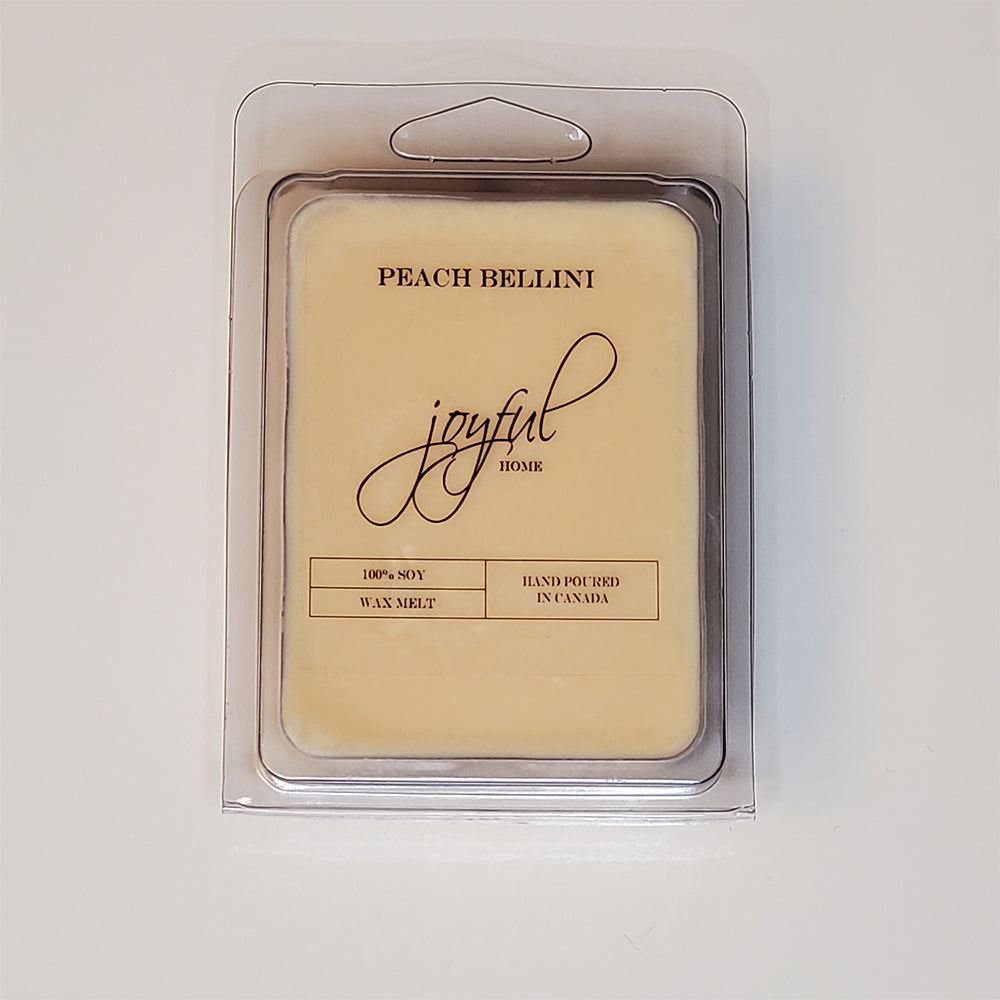 PEACH BELLINI
joyful
HOME
100% SOY
WAX MELT
HAND POURED
IN CANADA